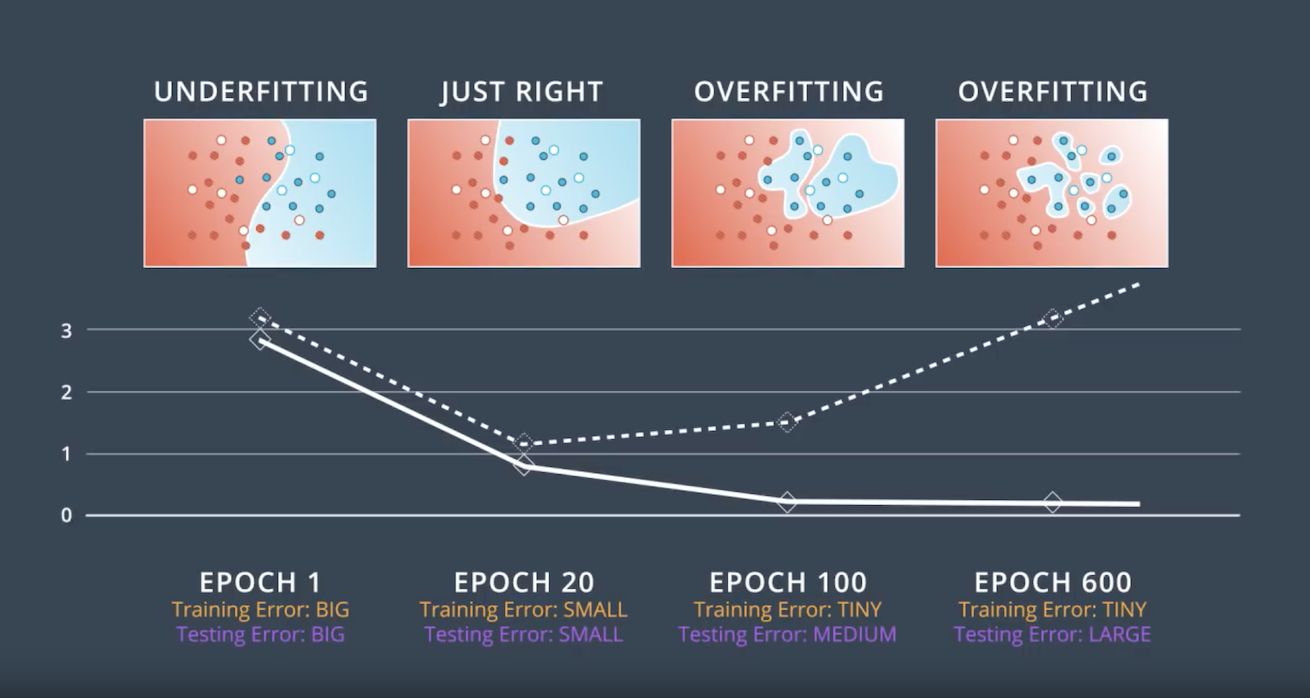 UNDERFITTING
JUST RIGHT
OVERFITTING
OVERFITTING
3
2
1
0
EPOCH 1
Training Error: BIG
Testing Error: BIG
EPOCH 20
Training Error: SMALL
Testing Error: SMALL
EPOCH 100
Training Error: TINY
Testing Error: MEDIUM
EPOCH 600
Training Error: TINY
Testing Error: LARGE